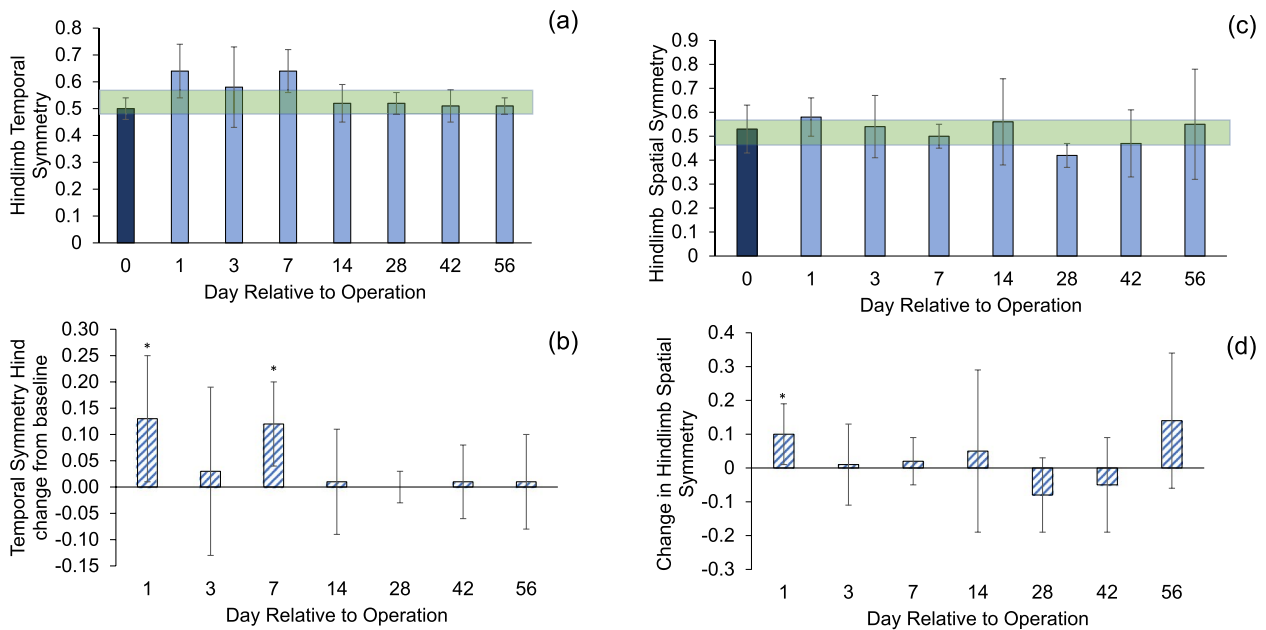 (a)
Hindlimb Temporal
Symmetry
0.8
0.7
0.6
0.5
0.4
0.3
0.2
0.1
0
0 1 3 7 14 28 42 56
Day Relative to Operation
(c)
Hindlimb Spatial Symmetry
0.9
0.8
0.7
0.6
0.5
0.4
0.3
0.2
0.1
0
0 1 3 7 14 28 42 56
Day Relative to Operation
(b)
Temporal Symmetry Hind
change from baseline
0.30
0.25
0.20
0.15
0.10
0.05
0.00
-0.05
-0.10
-0.15
* *
1 3 7 14 28 42 56
Day Relative to Operation
(d)
Change in Hindlimb Spatial
Symmetry
0.4
0.3
0.2
0.1
0
-0.1
-0.2
-0.3
*
1 3 7 14 28 42 56
Day Relative to Operation